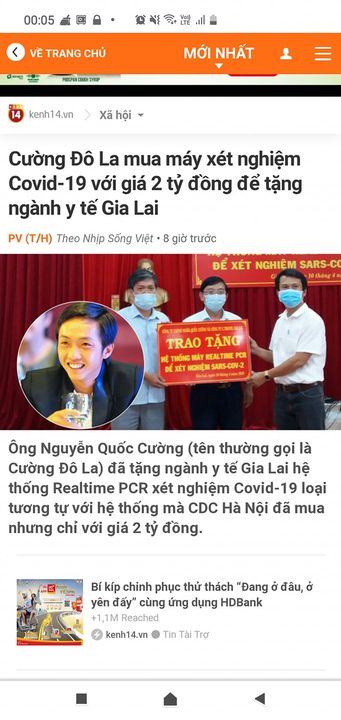 00:05
VỀ TRANG CHỦ
MỚI NHẤT
PROSPAN COUGH SYRUP
14
kenh14.vn
Xã hội
Cường Đô La mua máy xét nghiệm
Covid-19 với giá 2 tỷ đồng để tặng
ngành y tế Gia Lai
PV (T/H) Theo Nhịp Sống Việt • 8 giờ trước
ĐỂ XÉT NGHIỆM SARS-COV
TRAO TẶNG
HỆ THỐNG MÁY REALTIME PCR
ĐỂ XÉT NGHIỆM SARS-COV-2
Ông Nguyễn Quốc Cường (tên thường gọi là
Cường Đô La) đã tặng ngành y tế Gia Lai hệ
thống Realtime PCR xét nghiệm Covid-19 loại
tương tự với hệ thống mà CDC Hà Nội đã mua
nhưng chỉ với giá 2 tỷ đồng.
Bí kíp chinh phục thử thách “Đang ở đâu, ở
yên đấy” cùng ứng dụng HDBank
+1,1M Reached
kenh14.vn Tin Tài Trợ